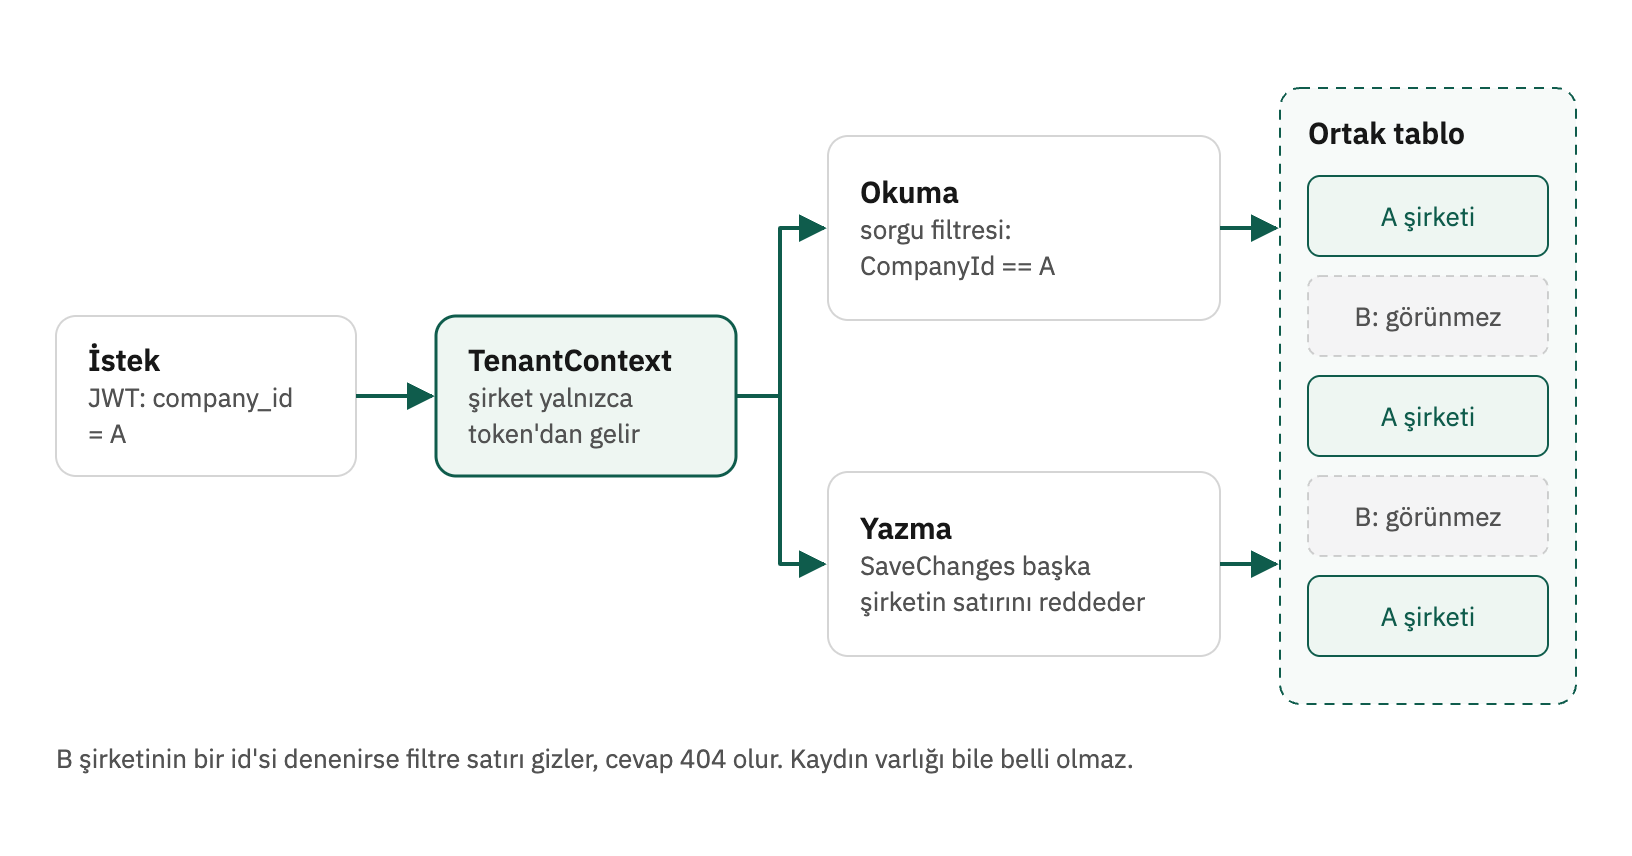 İstek
JWT: company_id
= A
TenantContext
şirket yalnızca
token'dan gelir
Okuma
sorgu filtresi:
CompanyId == A
Yazma
SaveChanges başka
şirketin satırını reddeder
Ortak tablo
A şirketi
B: görünmez
A şirketi
B: görünmez
A şirketi
B şirketinin bir id'si denenirse filtre satırı gizler, cevap 404 olur. Kaydın varlığı bile belli olmaz.